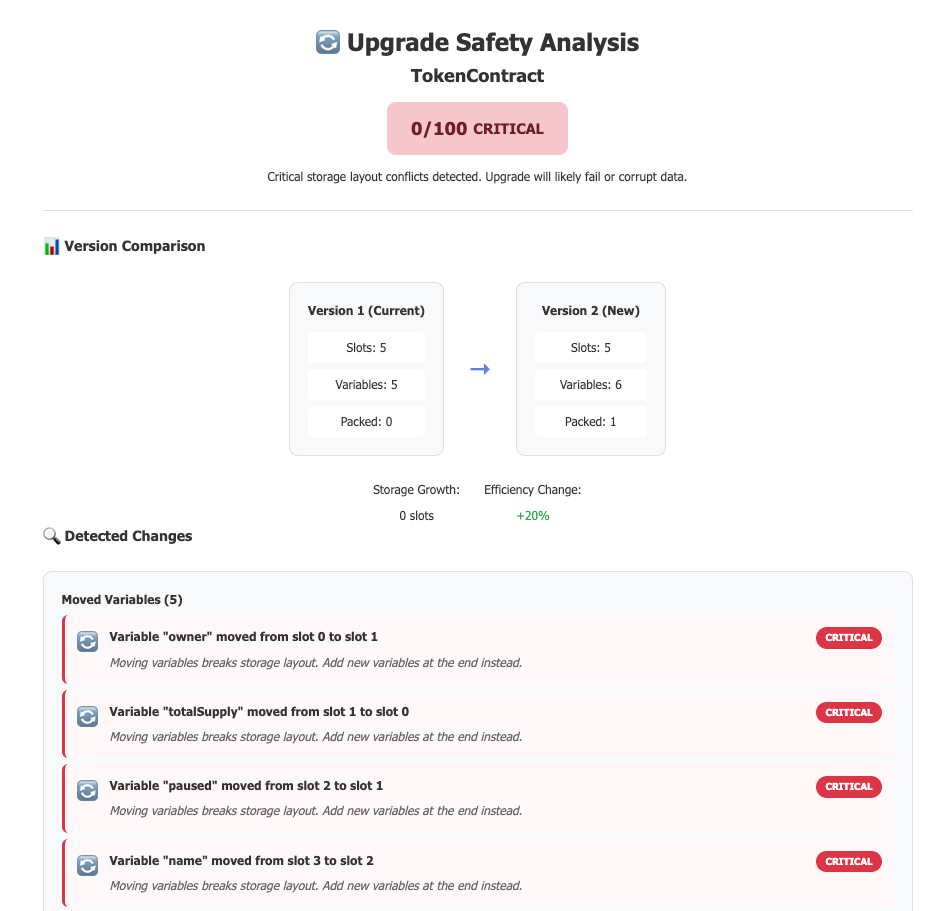 Upgrade Safety Analysis
TokenContract
0/100 CRITICAL
Critical storage layout conflicts detected. Upgrade will likely fail or corrupt data.
Version Comparison
Version 1 (Current)
Slots: 5
Variables: 5
Packed: 0
→
Version 2 (New)
Slots: 5
Variables: 6
Packed: 1
Storage Growth:
0 slots
Efficiency Change:
+20%
Detected Changes
Moved Variables (5)
Variable "owner" moved from slot 0 to slot 1
CRITICAL
Moving variables breaks storage layout. Add new variables at the end instead.
Variable "totalSupply" moved from slot 1 to slot 0
CRITICAL
Moving variables breaks storage layout. Add new variables at the end instead.
Variable "paused" moved from slot 2 to slot 1
CRITICAL
Moving variables breaks storage layout. Add new variables at the end instead.
Variable "name" moved from slot 3 to slot 2
CRITICAL
Moving variables breaks storage layout. Add new variables at the end instead.